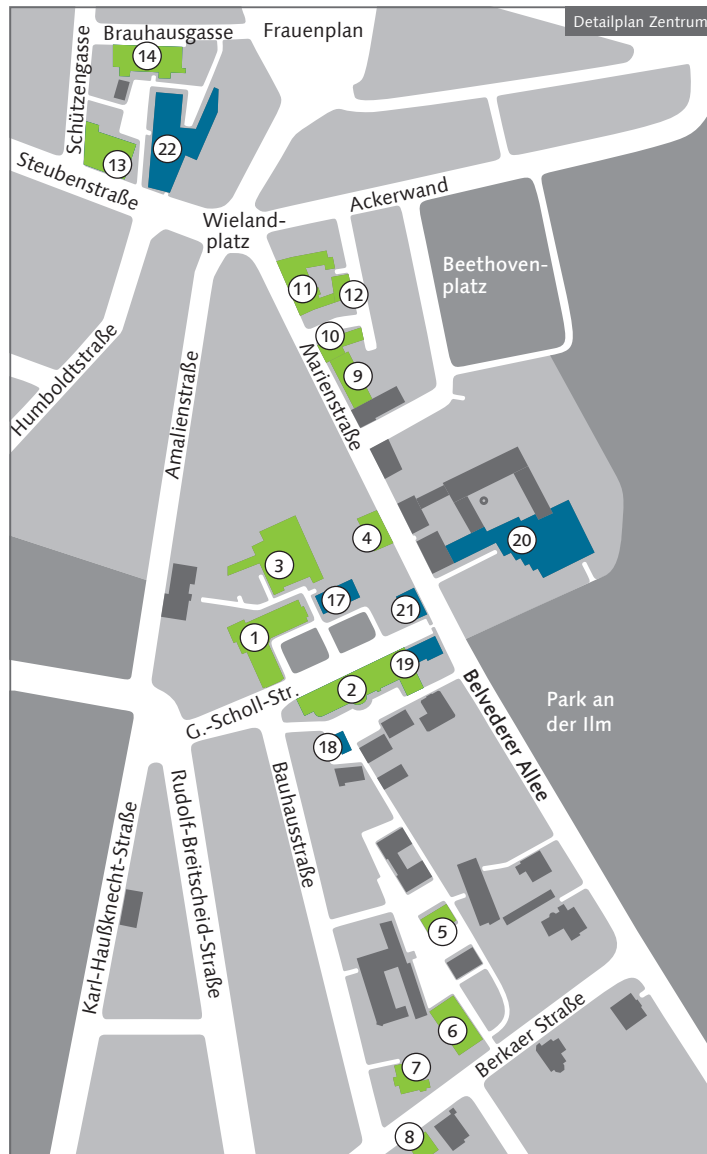 Detailplan Zentrum
Brauhausgasse
Frauenplan
14
Schützengasse
22
13
Steubenstraße
Ackerwand
Wieland-
platz
Beethoven-
platz
11
12
10
9
Marienstraße
Humboldtstraße
Amalienstraße
4
3
20
17
21
1
19
2
G.-Scholl-Str.
18
Belvederer Allee
Park an
der Ilm
Bauhausstraße
Rudolf-Breitscheid-Straße
Karl-Haußknecht-Straße
5
6
Berkaer Straße
7
8